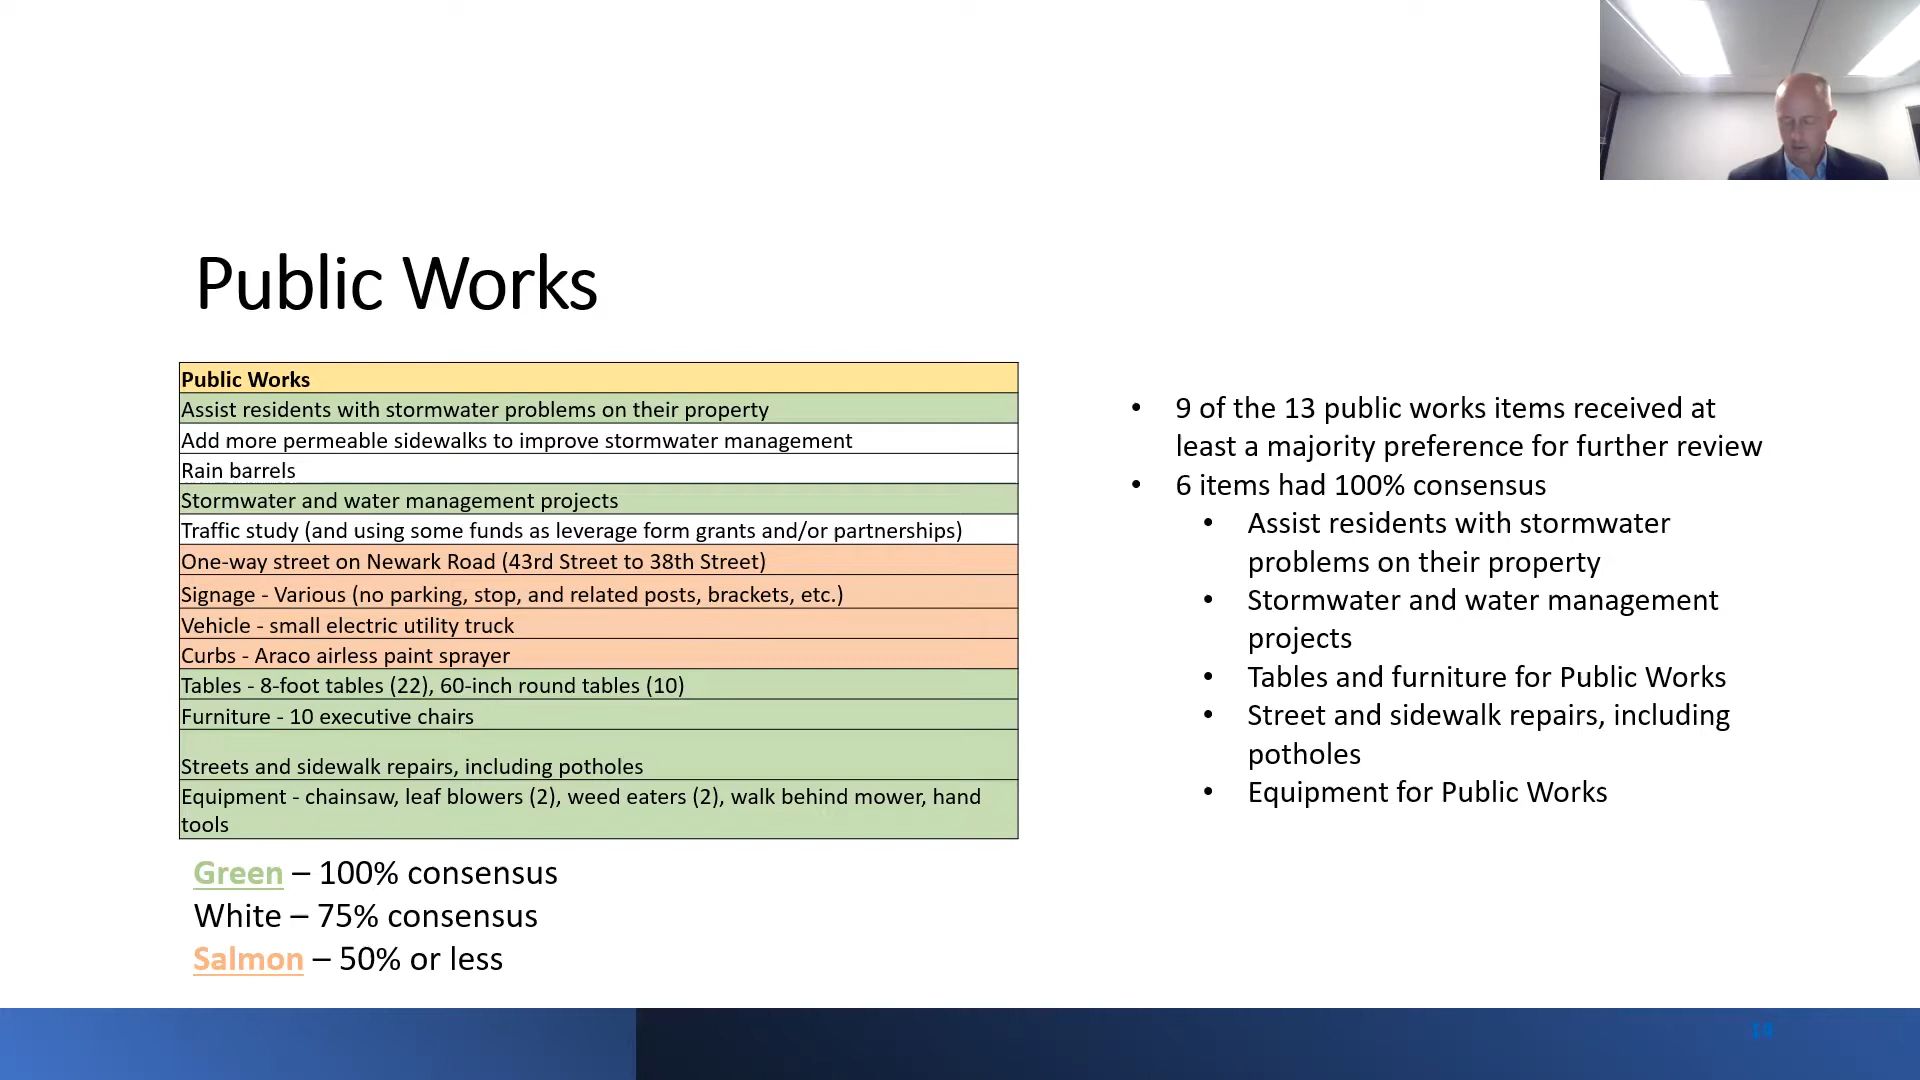 Public Works
Public Works
Assist residents with stormwater problems on their property
Add more permeable sidewalks to improve stormwater management
Rain barrels
Stormwater and water management projects
Traffic study (and using some funds as leverage form grants and/or partnerships)
One-way street on Newark Road (43rd Street to 38th Street)
Signage - Various (no parking, stop, and related posts, brackets, etc.)
Vehicle - small electric utility truck
Curbs - Araco airless paint sprayer
Tables - 8-foot tables (22), 60-inch round tables (10)
Furniture - 10 executive chairs
Streets and sidewalk repairs, including potholes
Equipment - chainsaw, leaf blowers (2), weed eaters (2), walk behind mower, hand
tools
Green – 100% consensus
White – 75% consensus
Salmon – 50% or less
• 9 of the 13 public works items received at
least a majority preference for further review
• 6 items had 100% consensus
• Assist residents with stormwater
problems on their property
• Stormwater and water management
projects
• Tables and furniture for Public Works
• Street and sidewalk repairs, including
potholes
• Equipment for Public Works
14